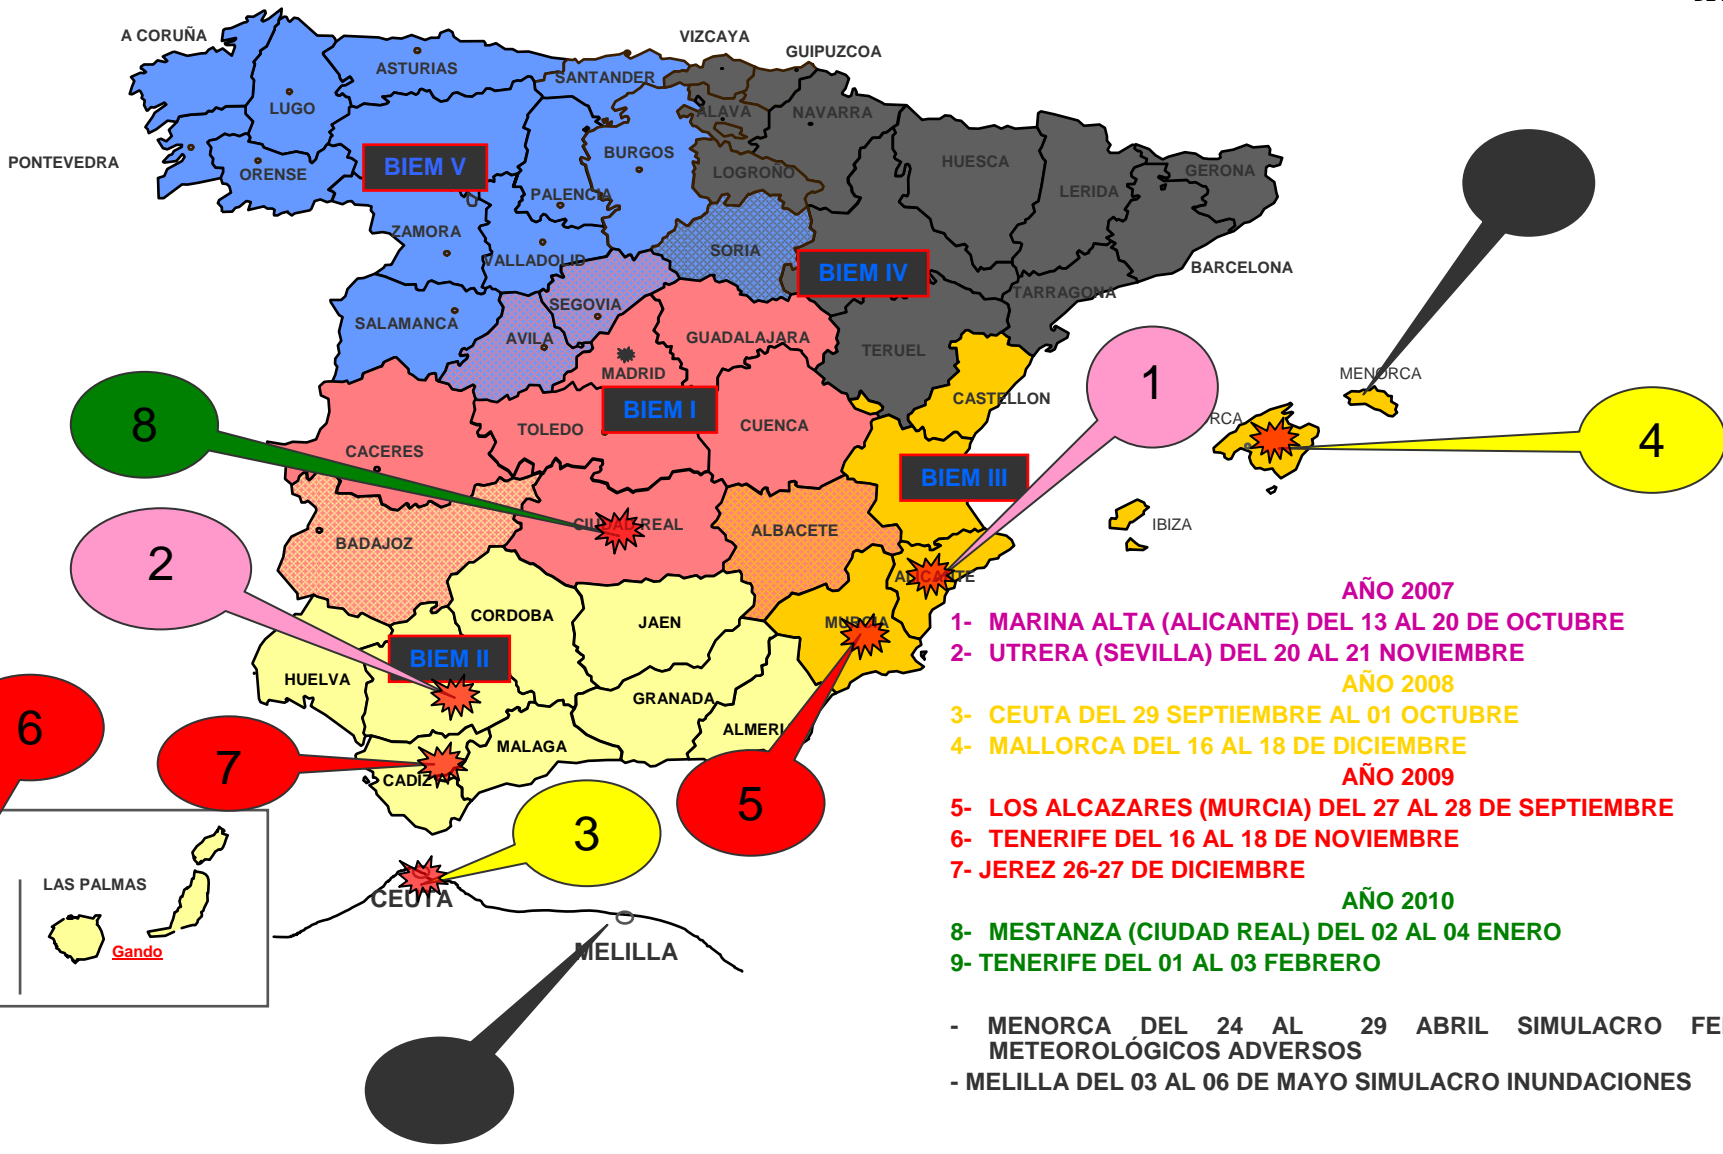 A CORUÑA
VIZCAYA
GUIPUZCOA
ASTURIAS
SANTANDER
LUGO
ALAVA
NAVARRA
PONTEVEDRA
ORENSE
BIEM V
BURGOS
LOGROÑO
HUESCA
LERIDA
GERONA
PALENCIA
ZAMORA
VALLADOLID
SORIA
BIEM IV
BARCELONA
TARRAGONA
SEGOVIA
SALAMANCA
AVILA
GUADALAJARA
TERUEL
MADRID
MENORCA
1
8
BIEM I
CASTELLON
RCA
4
TOLEDO
CUENCA
CACERES
BIEM III
CIUDAD REAL
ALBACETE
IBIZA
BADAJOZ
2
ALICANTE
CORDOBA
JAEN
MURCIA
BIEM II
HUELVA
GRANADA
ALMERI
6
7
MALAGA
CADIZ
5
3
LAS PALMAS
Gando
CEUTA
MELILLA
AÑO 2007
1- MARINA ALTA (ALICANTE) DEL 13 AL 20 DE OCTUBRE
2- UTRERA (SEVILLA) DEL 20 AL 21 NOVIEMBRE
AÑO 2008
3- CEUTA DEL 29 SEPTIEMBRE AL 01 OCTUBRE
4- MALLORCA DEL 16 AL 18 DE DICIEMBRE
AÑO 2009
5- LOS ALCAZARES (MURCIA) DEL 27 AL 28 DE SEPTIEMBRE
6- TENERIFE DEL 16 AL 18 DE NOVIEMBRE
7- JEREZ 26-27 DE DICIEMBRE
AÑO 2010
8- MESTANZA (CIUDAD REAL) DEL 02 AL 04 ENERO
9- TENERIFE DEL 01 AL 03 FEBRERO
- MENORCA DEL 24 AL 29 ABRIL SIMULACRO
METEOROLÓGICOS ADVERSOS
- MELILLA DEL 03 AL 06 DE MAYO SIMULACRO INUNDACIONES